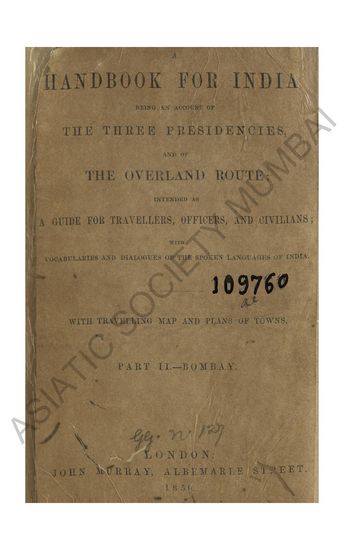 A
HANDBOOK FOR INDIA
BEING AN ACCOUNT OF
THE THREE PRESIDENCIES,
AND OF
THE OVERLAND ROUTE;
INTENDED AS
A GUIDE FOR TRAVELLERS, OFFICERS, AND CIVILIANS;
WITH
VOCABULARIES AND DIALOGUES OF THE SPOKEN LANGUAGES OF INDIA.
109760
WITH TRAVELLING MAP AND PLANS OF TOWNS.
PART II.—BOMBAY.
LONDON:
JOHN MURRAY, ALBEMARLE STREET.
ASIATIC SOCIETY MUMBAI